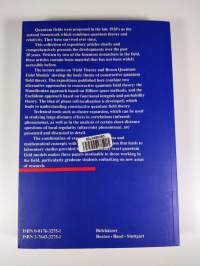 Quantum fields were proposed in the late 1920's as the
natural framework which combines quantum theory and
relativity. They have survived ever since.
This collection of expository articles clearly and
comprehensively presents the developments over the past
30 years. Written by two of the foremost researchers in the field,
these articles contain basic material that has not been widely
accessible before.
The lecture notes on "Field Theory and Boson Quantum
Field Models" develop the basic theme of constructive quantum
field theory. The expositions published here combine two
alternative approaches to constructive quantum field theory: the
Hamiltonian approach based on Hilbert space methods, and the
Euclidean approach based on functional integrals and probability
theory. The idea of phase cell localization is developed, which
leads to understanding constructive quantum field theory.
Technical tools such as cluster expansion, which can be used in
studying large distance effects in correlations (infrared
phenomena), as well as in the analysis of certain short-distance
questions of local regularity (ultraviolet phenomena), are
presented and discussed in detail.
The combination of
mathematical concepts with
laboratory studies provides
field models makes these papers invaluable to those working in
the field, particularly graduate students embarking on new areas
of research.
ISBN 0-8176-3275-1
ISBN 3-7643-3275-1
Birkhäuser
Boston · Basel · Stuttgart